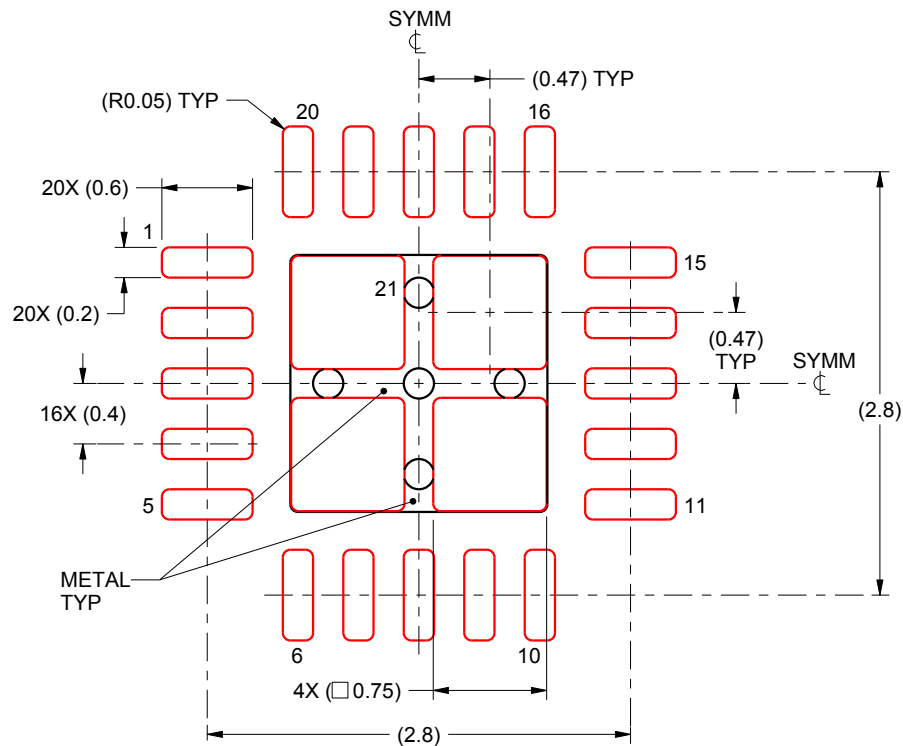 SYMM
℄
(0.47) TYP
(R0.05) TYP
20
16
20X (0.6)
1
15
21
20X (0.2)
(0.47)
TYP
SYMM
℄
16X (0.4)
(2.8)
5
11
METAL
TYP
6
10
4X (□ 0.75)
(2.8)